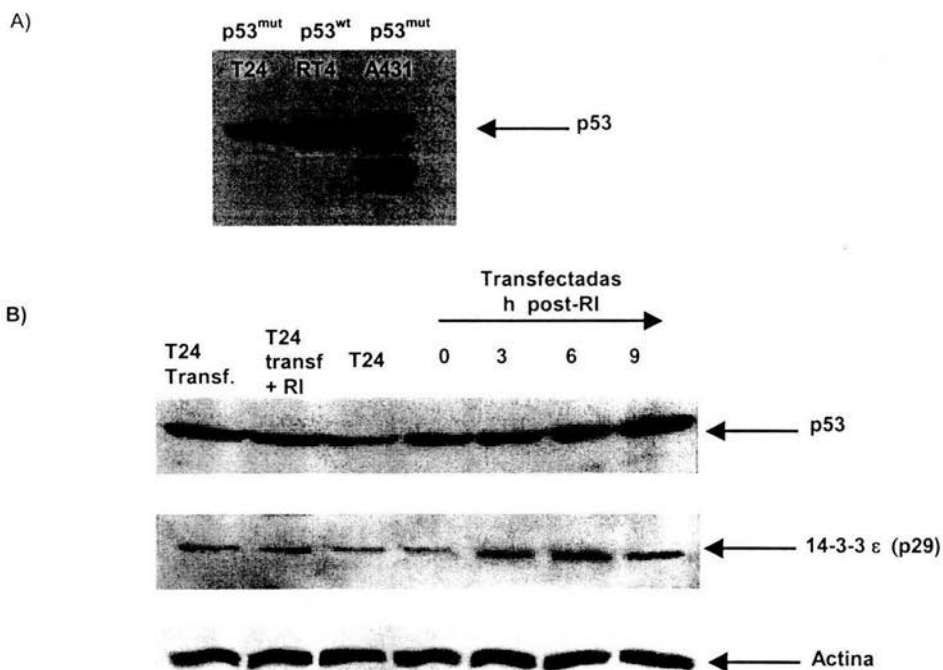 A)
p53mut p53wt p53mut
T24 RT4 A431
p53
B)
Transfectadas
h post-RI
T24
Transf.
T24
transf
+ RI
T24
0 3 6 9
p53
14-3-3 ε (p29)
Actina